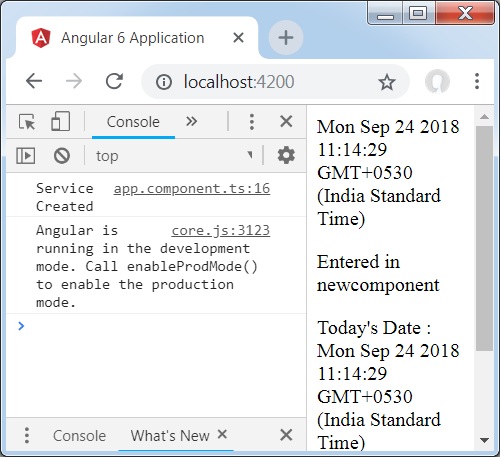 Angular 6 Application
localhost:4200
Console
top
Service app.component.ts:16
Created
Angular is core.js:3123
running in the development
mode. Call enableProdMode()
to enable the production
mode.
Console What's New
Mon Sep 24 2018
11:14:29
GMT+0530
(India Standard
Time)
Entered in
newcomponent
Today's Date :
Mon Sep 24 2018
11:14:29
GMT+0530
(India Standard
Time)